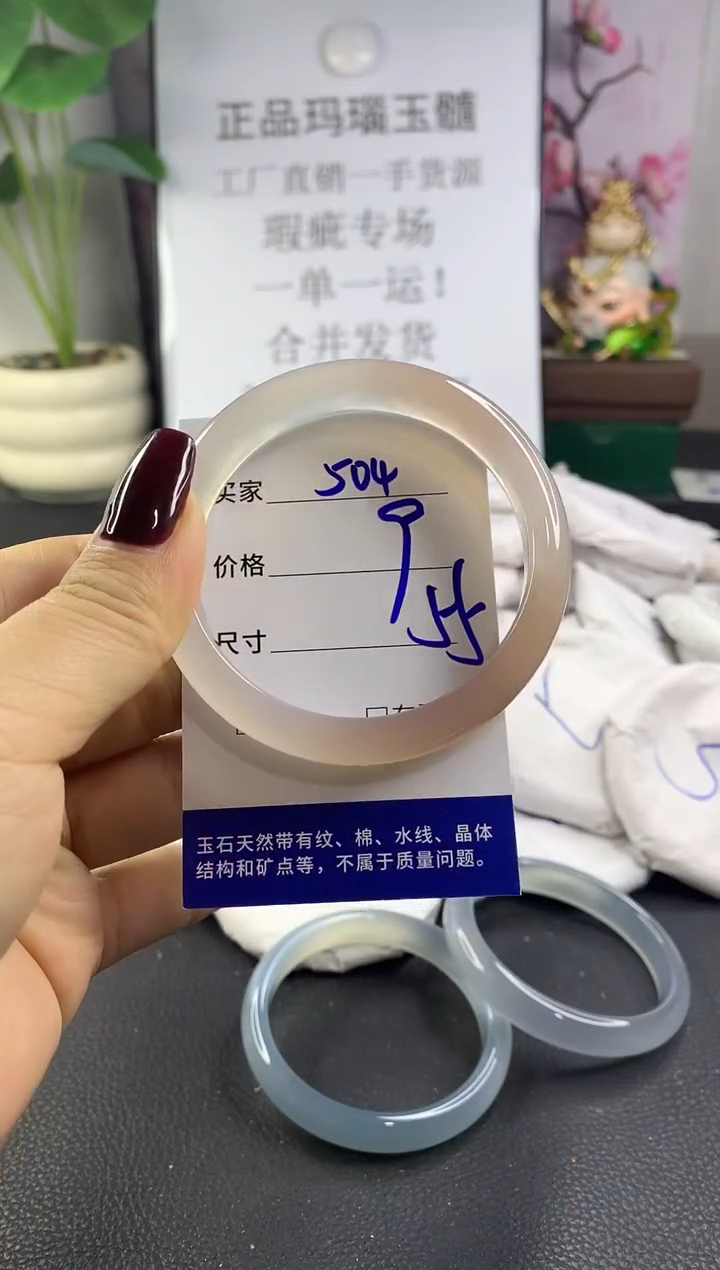 正品玛瑙玉髓
工厂直销一手货源
瑕疵专场
一单一运！
合并发货
买家 504
价格
尺寸
玉石天然带有纹、棉、水线、晶体
结构和矿点等，不属于质量问题。